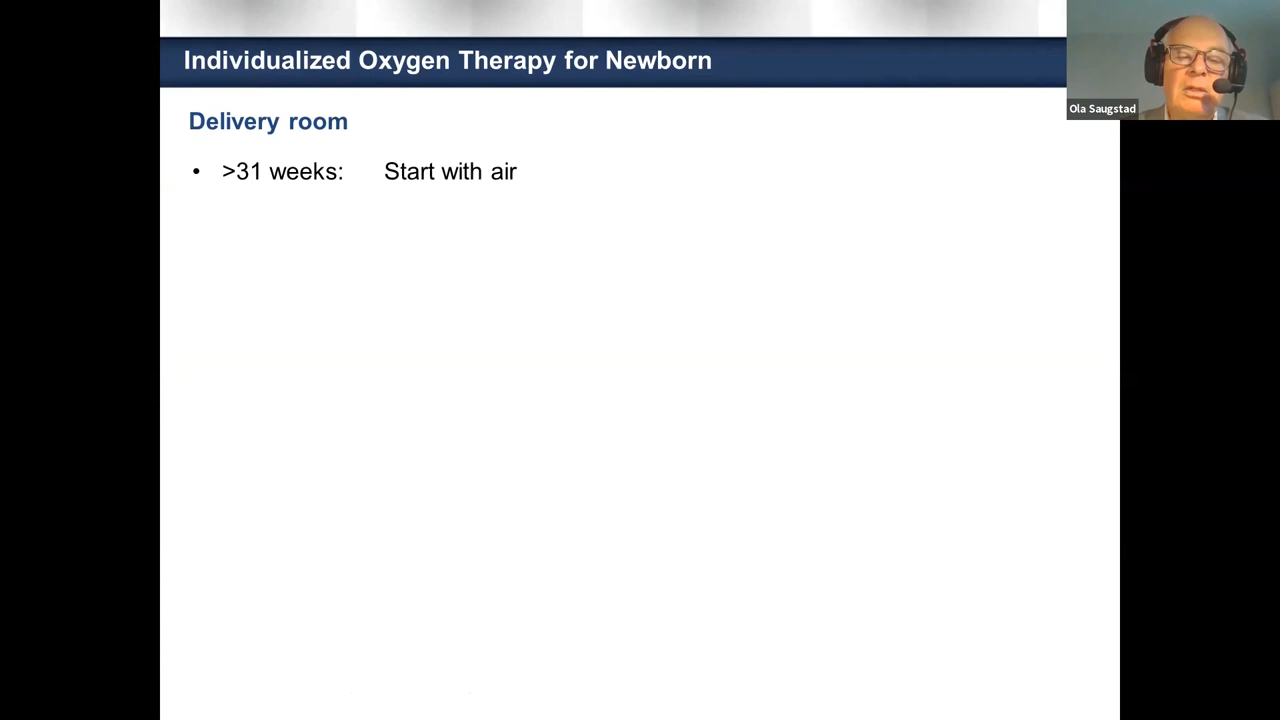 Individualized Oxygen Therapy for Newborn
Ola Saugstad
Delivery room
• >31 weeks: Start with air